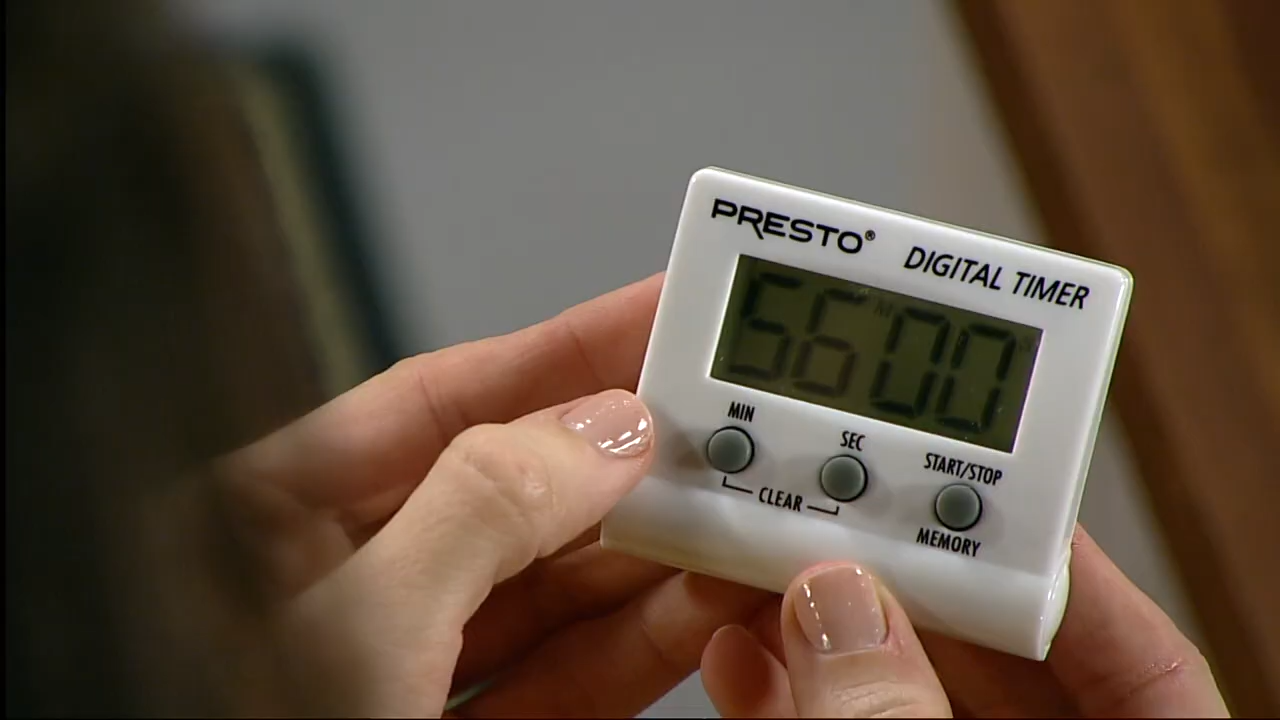 PRESTO®
DIGITAL TIMER
56 M 00 S
MIN
SEC
START/STOP
CLEAR
MEMORY